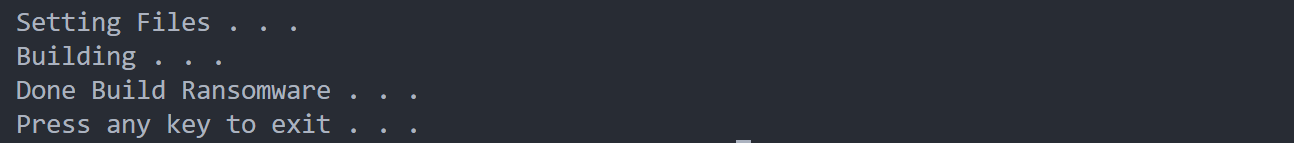 Setting Files . . .
Building . . .
Done Build Ransomware . . .
Press any key to exit . . .